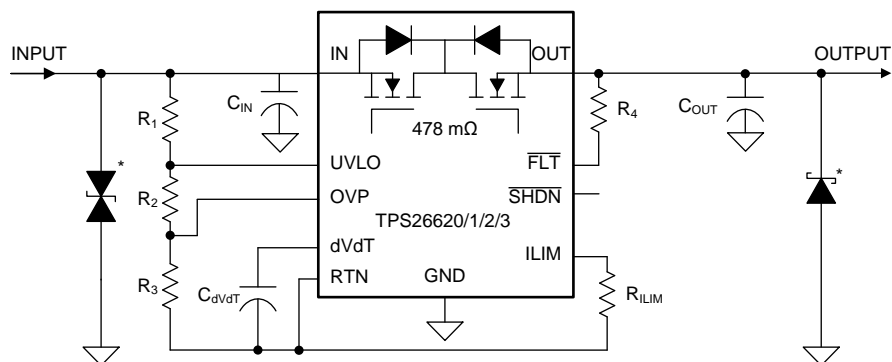 INPUT
IN
OUT
OUTPUT
R1
CIN
R4
COUT
478 mΩ
*
UVLO
FLT
*
R2
OVP
SHDN
TPS26620/1/2/3
dVdT
ILIM
R3
CdVdT
RTN
GND
RILIM